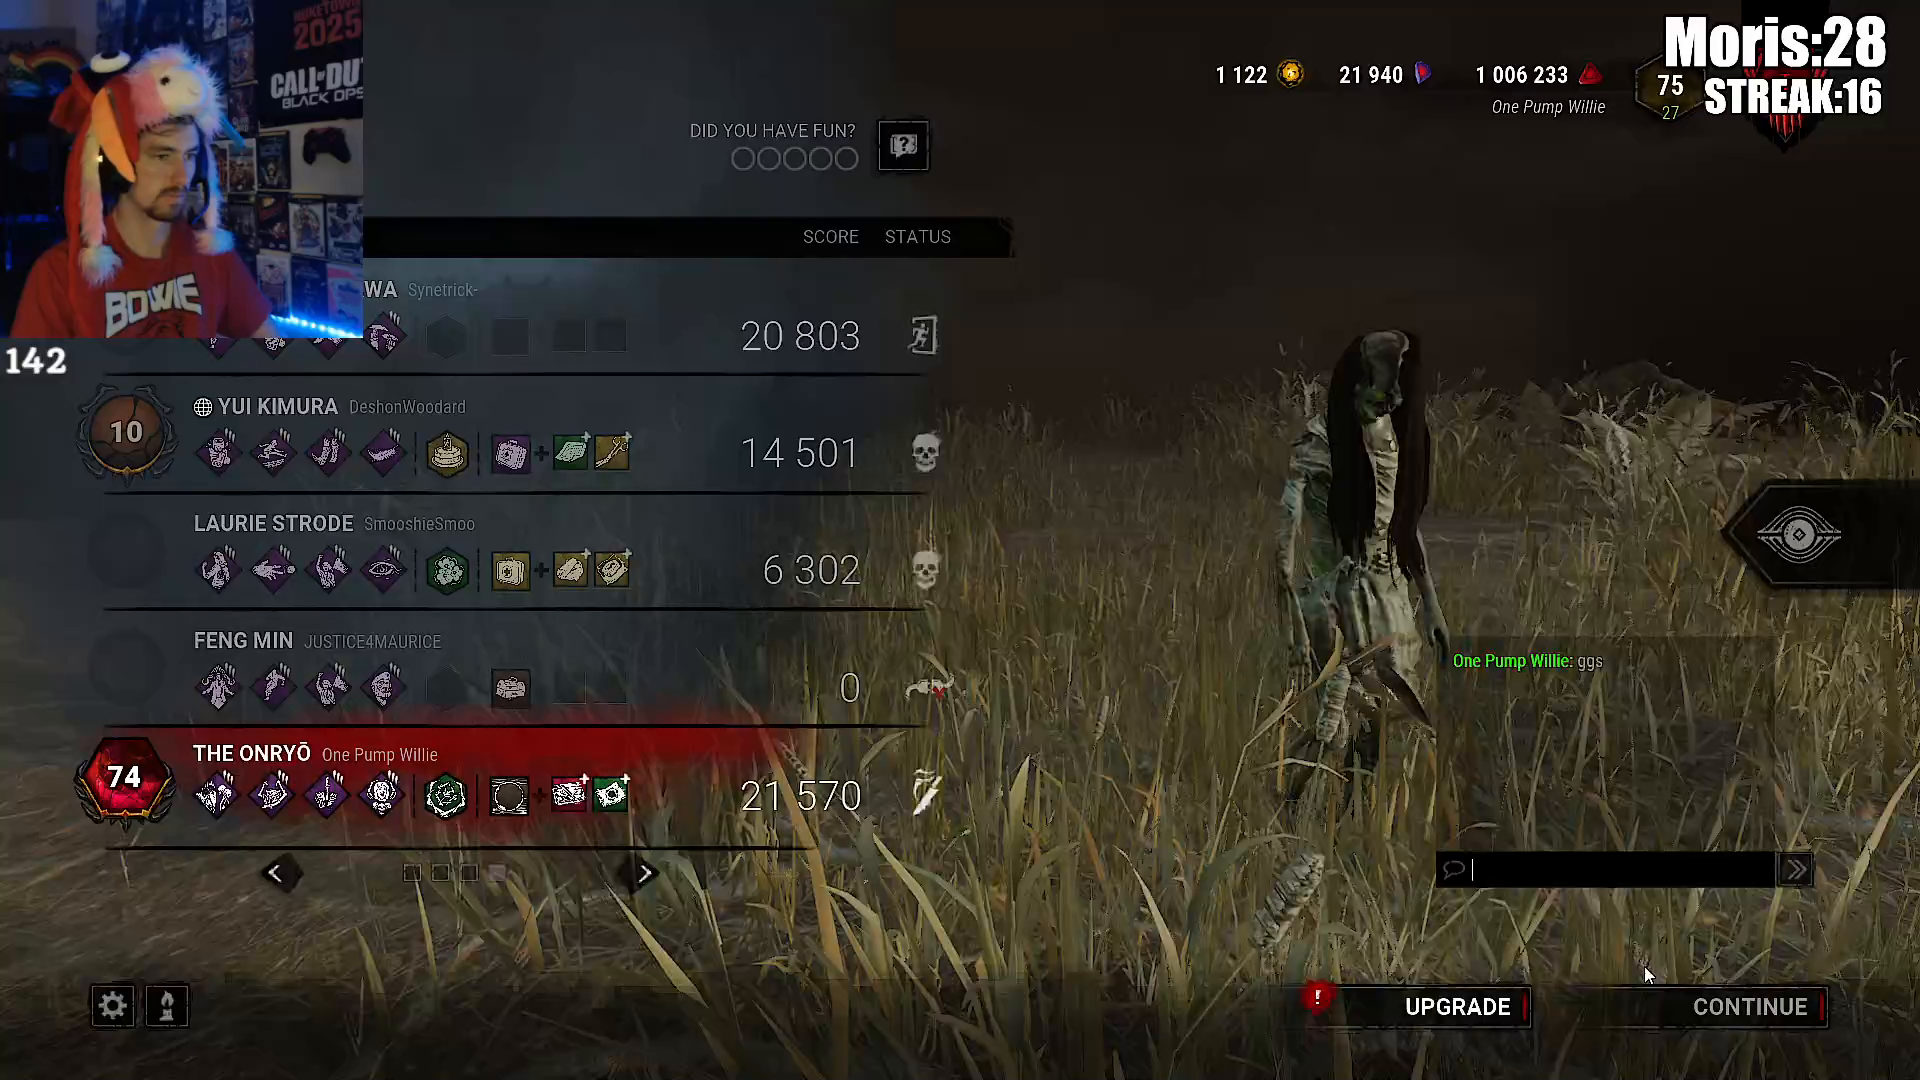 NUKETOWN
2025
CALL OF DU
BLACK OPS
BOWIE
142
Moris:28
STREAK:16
1 122
21 940
1 006 233
One Pump Willie
75
27
DID YOU HAVE FUN?
SCORE STATUS
WA Synetrick-
20 803
10
YUI KIMURA DeshonWoodard
14 501
LAURIE STRODE SmooshieSmoo
6 302
FENG MIN JUSTICE4MAURICE
0
74
THE ONRYŌ One Pump Willie
21 570
One Pump Willie: ggs
UPGRADE
CONTINUE